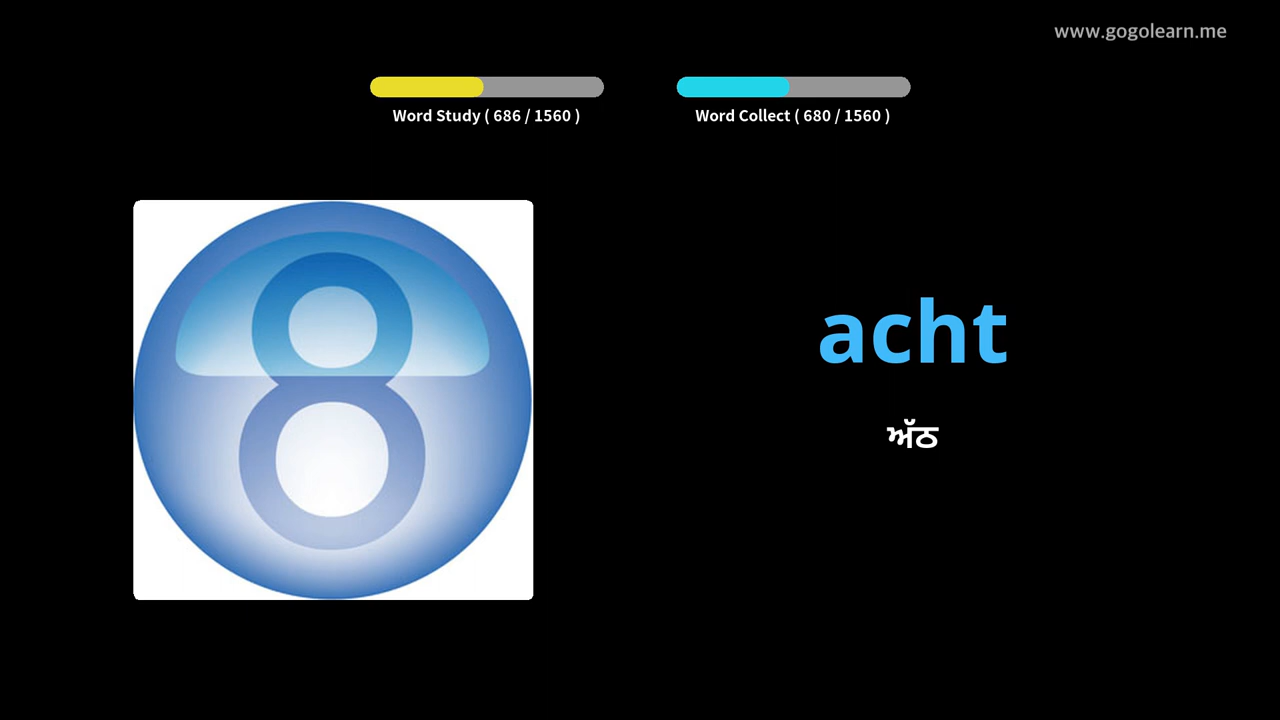 www.gogolearn.me
Word Study ( 686 / 1560 )
Word Collect ( 680 / 1560 )
8
acht
ਅੱਠ